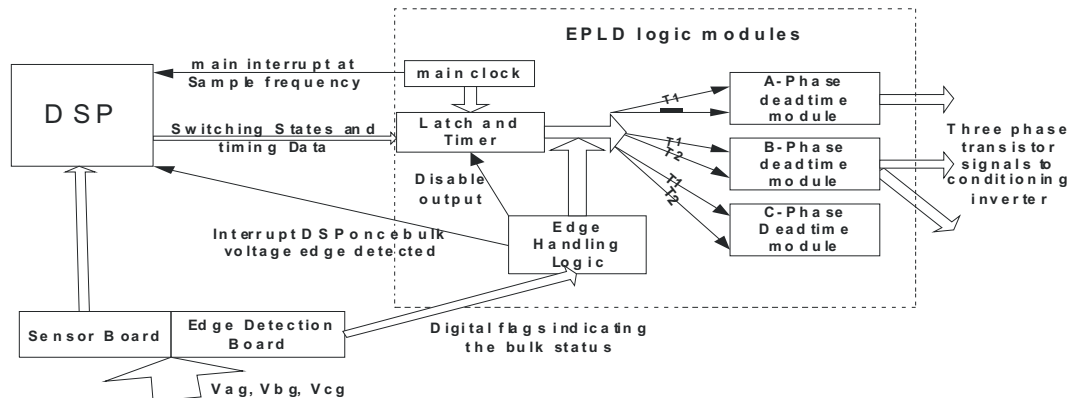 EPLD logic modules
main interrupt at
Sample frequency
main clock
DSP
Switching States and
timing Data
Latch and
Timer
T1
A-Phase
deadtime
module
T1
T2
B-Phase
deadtime
module
T1
T2
C-Phase
Deadtime
module
Three phase
transistor
signals to
conditioning
inverter
Disable
output
Interrupt DSP once bulk
voltage edge detected
Edge
Handling
Logic
Sensor Board
Edge Detection
Board
Digital flags indicating
the bulk status
Vag, Vbg, Vcg